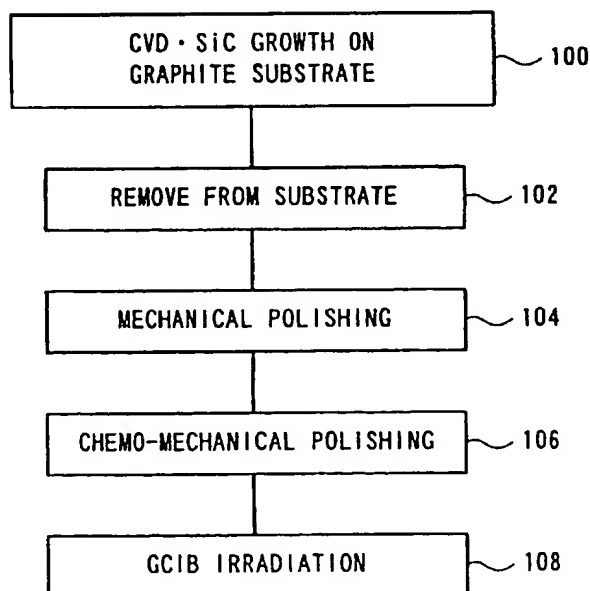 CVD·SiC GROWTH ON
GRAPHITE SUBSTRATE
100
REMOVE FROM SUBSTRATE
102
MECHANICAL POLISHING
104
CHEMO-MECHANICAL POLISHING
106
GCIB IRRADIATION
108